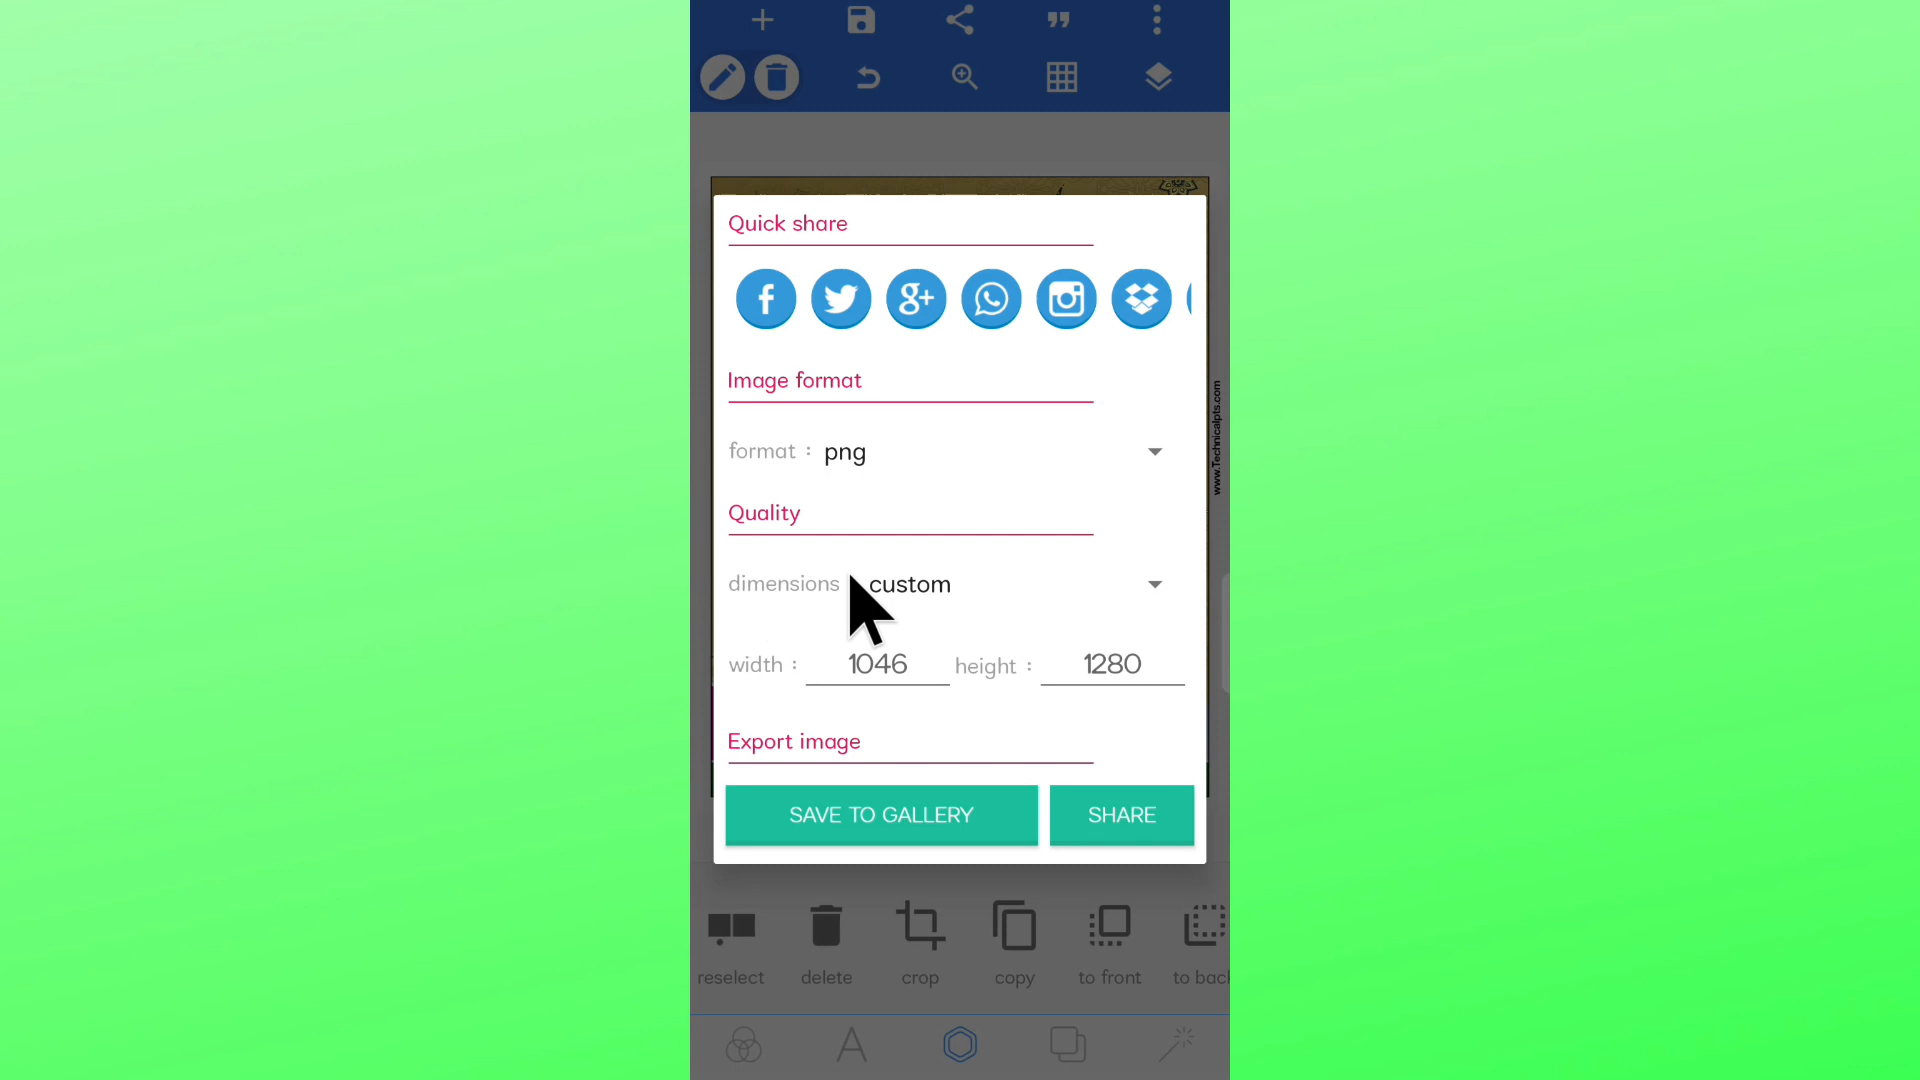 Quick share
f g+
Image format
format : png
Quality
dimensions custom
width : 1046 height : 1280
Export image
SAVE TO GALLERY SHARE
www.Technicalpts.com
reselect delete crop copy to front to bac
A